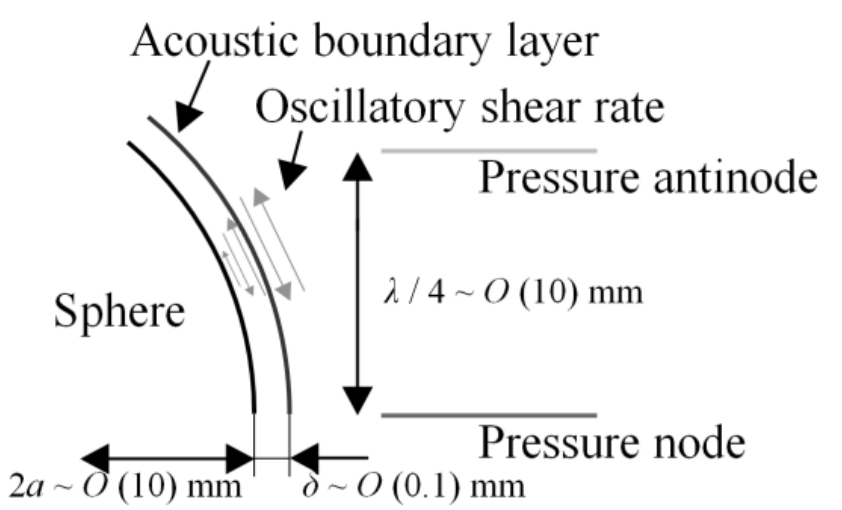 Acoustic boundary layer
Oscillatory shear rate
Pressure antinode
λ / 4 ~ O (10) mm
Sphere
Pressure node
2a ~ O (10) mm
δ ~ O (0.1) mm